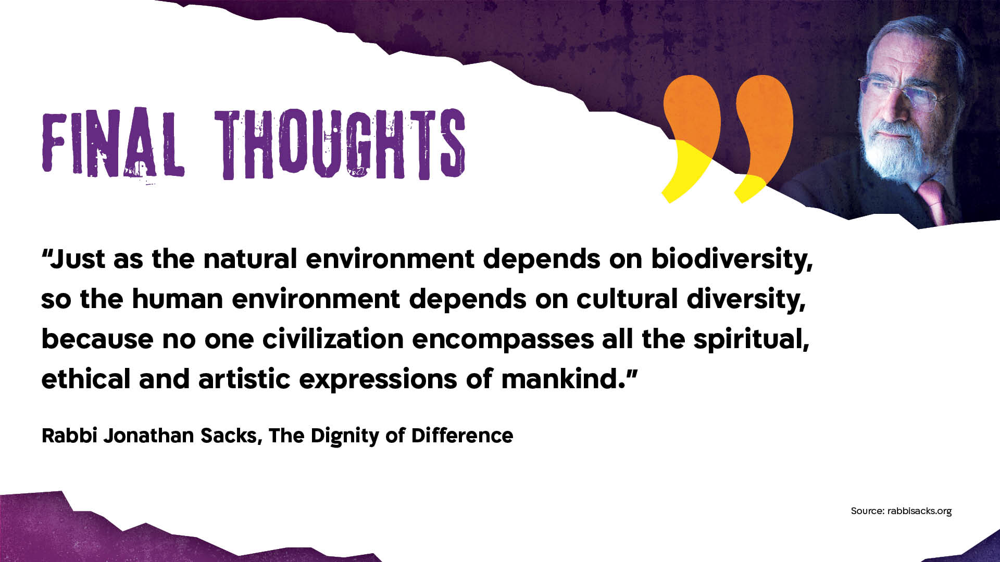 FINAL THOUGHTS
“Just as the natural environment depends on biodiversity,
so the human environment depends on cultural diversity,
because no one civilization encompasses all the spiritual,
ethical and artistic expressions of mankind.”
Rabbi Jonathan Sacks, The Dignity of Difference
Source: rabbisacks.org